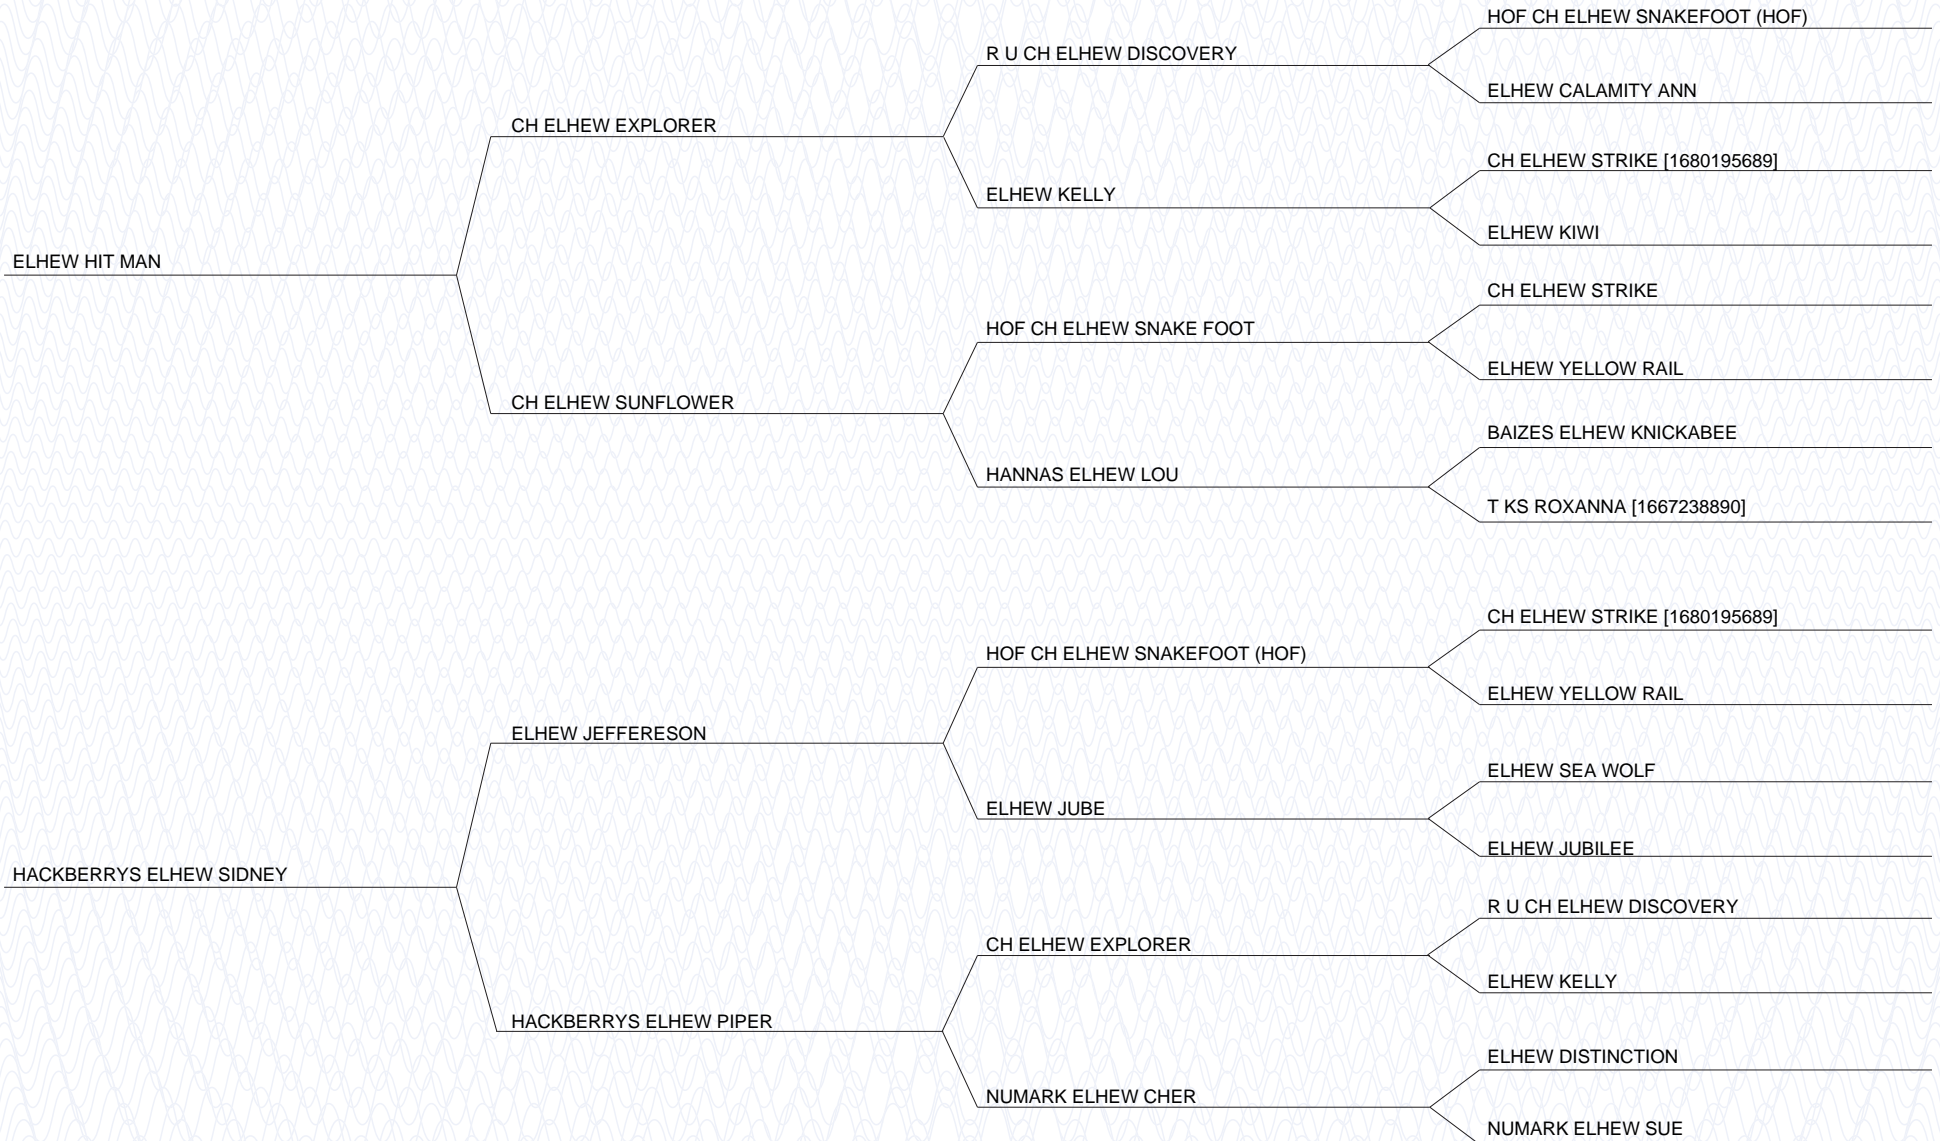 HOF CH ELHEW SNAKEFOOT (HOF)
R U CH ELHEW DISCOVERY
ELHEW CALAMITY ANN
CH ELHEW EXPLORER
CH ELHEW STRIKE [1680195689]
ELHEW KELLY
ELHEW KIWI
ELHEW HIT MAN
CH ELHEW STRIKE
HOF CH ELHEW SNAKE FOOT
ELHEW YELLOW RAIL
CH ELHEW SUNFLOWER
BAIZES ELHEW KNICKABEE
HANNAS ELHEW LOU
T KS ROXANNA [1667238890]
CH ELHEW STRIKE [1680195689]
HOF CH ELHEW SNAKEFOOT (HOF)
ELHEW YELLOW RAIL
ELHEW JEFFERESON
ELHEW SEA WOLF
ELHEW JUBE
ELHEW JUBILEE
HACKBERRYS ELHEW SIDNEY
R U CH ELHEW DISCOVERY
CH ELHEW EXPLORER
ELHEW KELLY
HACKBERRYS ELHEW PIPER
ELHEW DISTINCTION
NUMARK ELHEW CHER
NUMARK ELHEW SUE